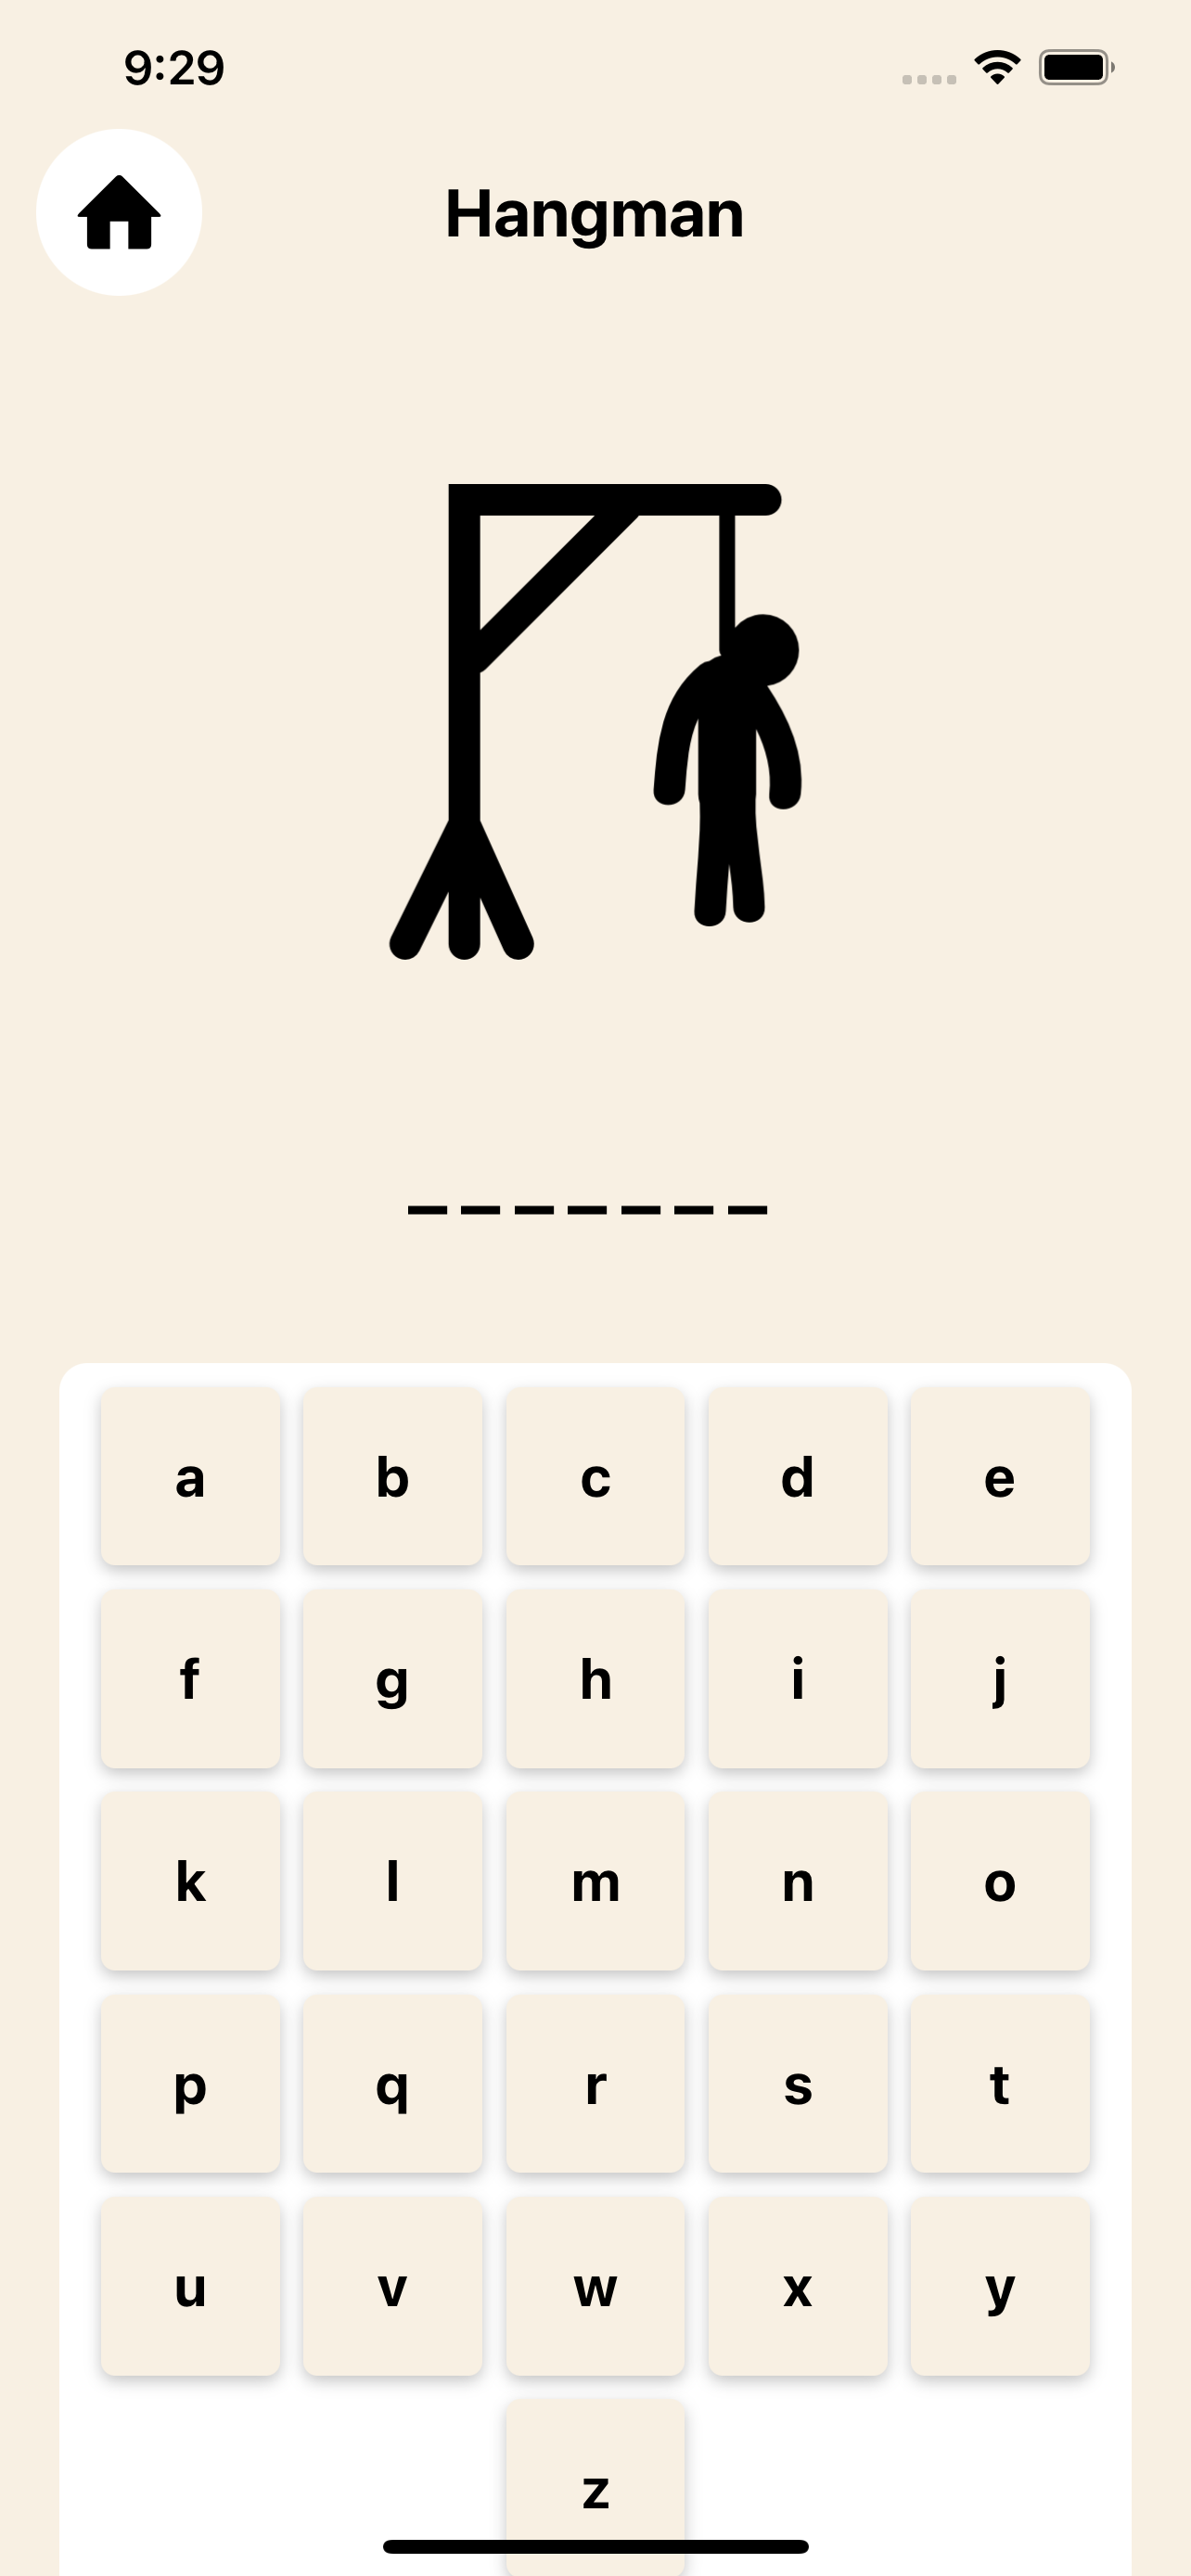 9:29
Hangman
_ _ _ _ _ _ _
a b c d e
f g h i j
k l m n o
p q r s t
u v w x y
z